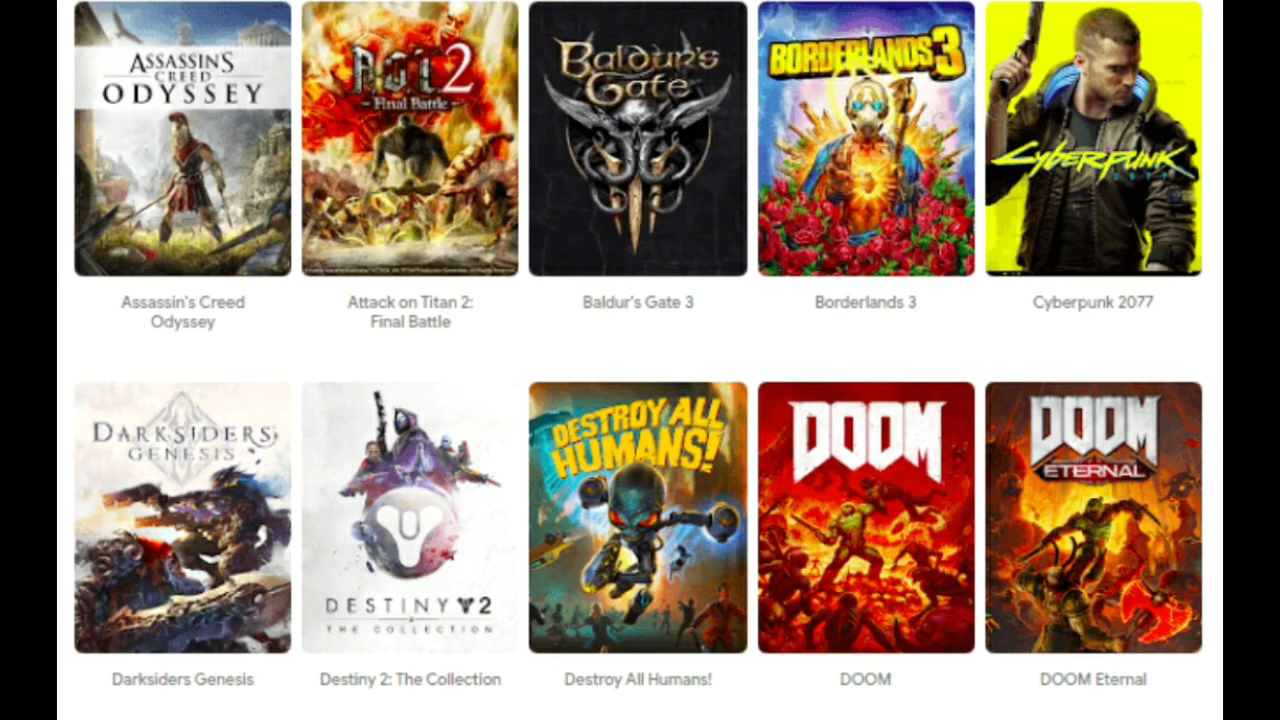 ASSASSIN'S
CREED
ODYSSEY
AOT2
- Final Battle -
Baldur's
Gate
BORDERLANDS 3
Cyberpunk
2077
Assassin's Creed
Odyssey
Attack on Titan 2:
Final Battle
Baldur's Gate 3
Borderlands 3
Cyberpunk 2077
DARKSIDERS
GENESIS
DESTINY 2
THE COLLECTION
DESTROY ALL
HUMANS!
DOOM
DOOM
ETERNAL
Darksiders Genesis
Destiny 2: The Collection
Destroy All Humans!
DOOM
DOOM Eternal